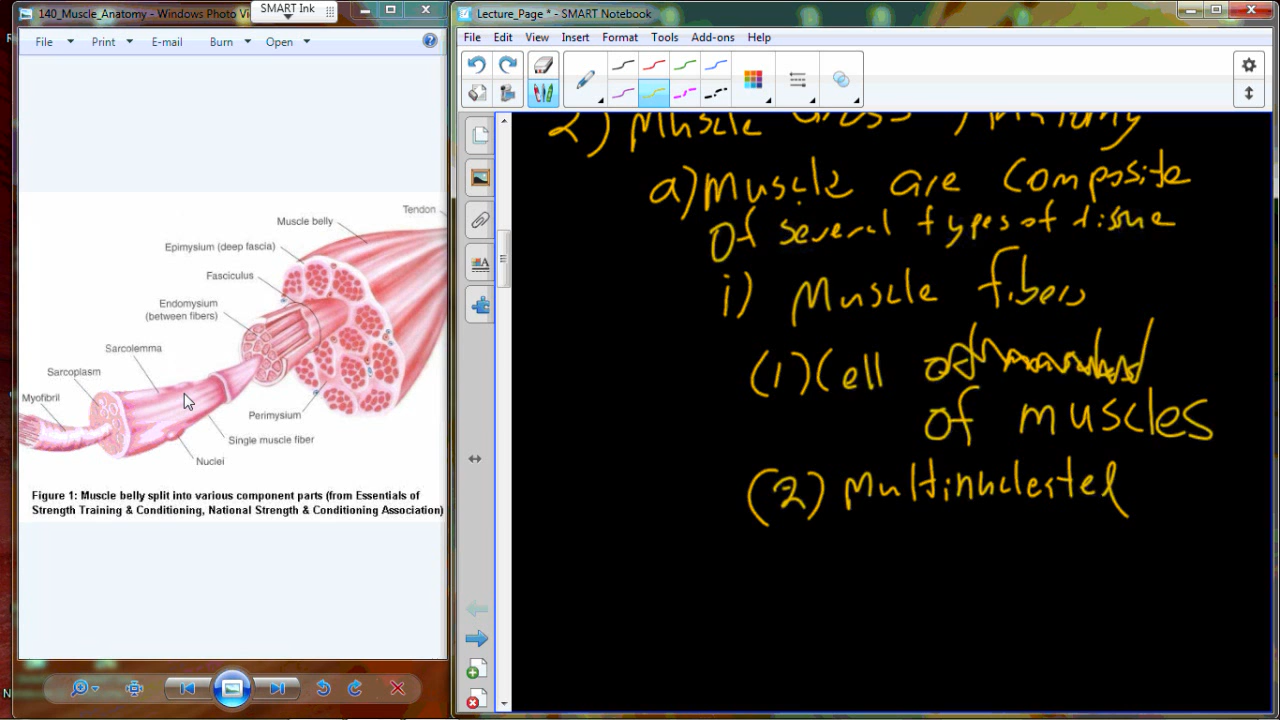 140_Muscle_Anatomy - Windows Photo Vi
SMART Ink
File Print E-mail Burn Open
Tendon
Muscle belly
Epimysium (deep fascia)
Fasciculus
Endomysium
(between fibers)
Sarcolemma
Sarcoplasm
Myofibril
Perimysium
Single muscle fiber
Nuclei
Figure 1: Muscle belly split into various component parts (from Essentials of
Strength Training & Conditioning, National Strength & Conditioning Association)
Lecture_Page * - SMART Notebook
File Edit View Insert Format Tools Add-ons Help
2) Muscle Gross Anatomy
a) Muscle are composite
of several types of tissue
i) Muscle fibers
(1) Cell
of muscles
(2)